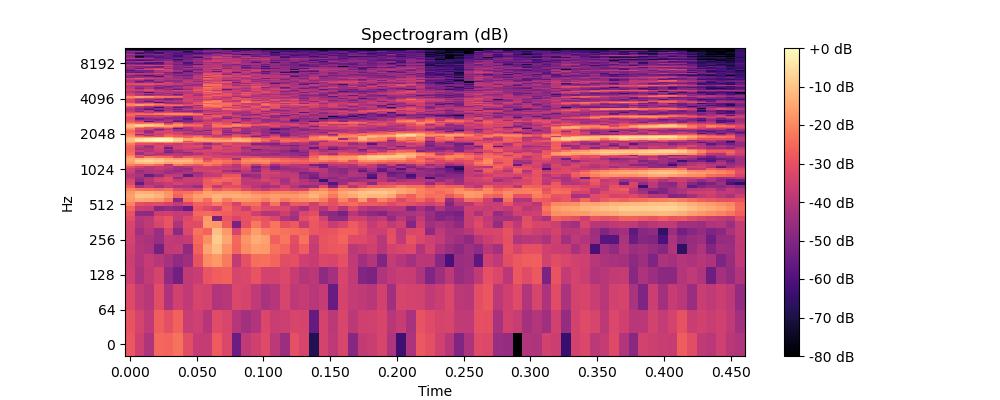 Spectrogram (dB)
Hz
8192
4096
2048
1024
512
256
128
64
0
0.000 0.050 0.100 0.150 0.200 0.250 0.300 0.350 0.400 0.450
Time
+0 dB
-10 dB
-20 dB
-30 dB
-40 dB
-50 dB
-60 dB
-70 dB
-80 dB